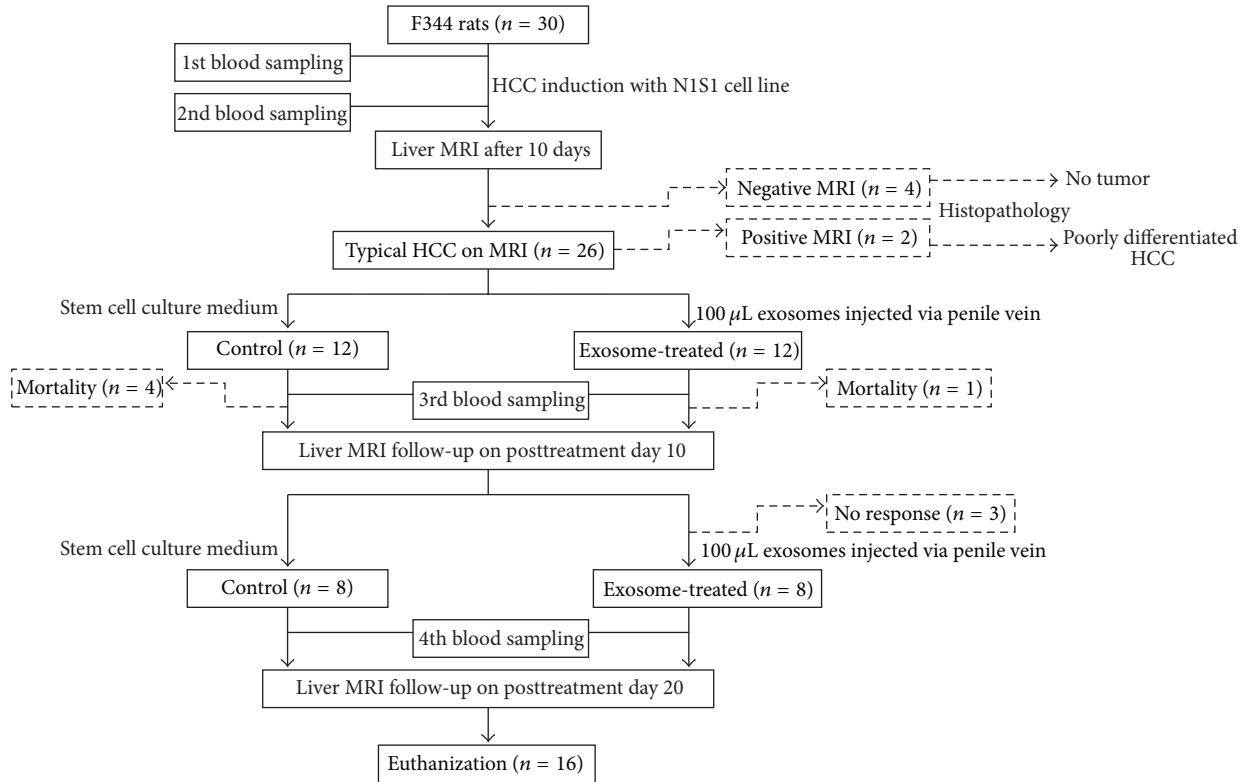 F344 rats (n = 30)
1st blood sampling
HCC induction with N1S1 cell line
2nd blood sampling
Liver MRI after 10 days
Negative MRI (n = 4)
No tumor
Histopathology
Typical HCC on MRI (n = 26)
Positive MRI (n = 2)
Poorly differentiated
HCC
Stem cell culture medium
100 μL exosomes injected via penile vein
Control (n = 12)
Exosome-treated (n = 12)
Mortality (n = 4)
3rd blood sampling
Mortality (n = 1)
Liver MRI follow-up on posttreatment day 10
No response (n = 3)
Stem cell culture medium
100 μL exosomes injected via penile vein
Control (n = 8)
Exosome-treated (n = 8)
4th blood sampling
Liver MRI follow-up on posttreatment day 20
Euthanization (n = 16)